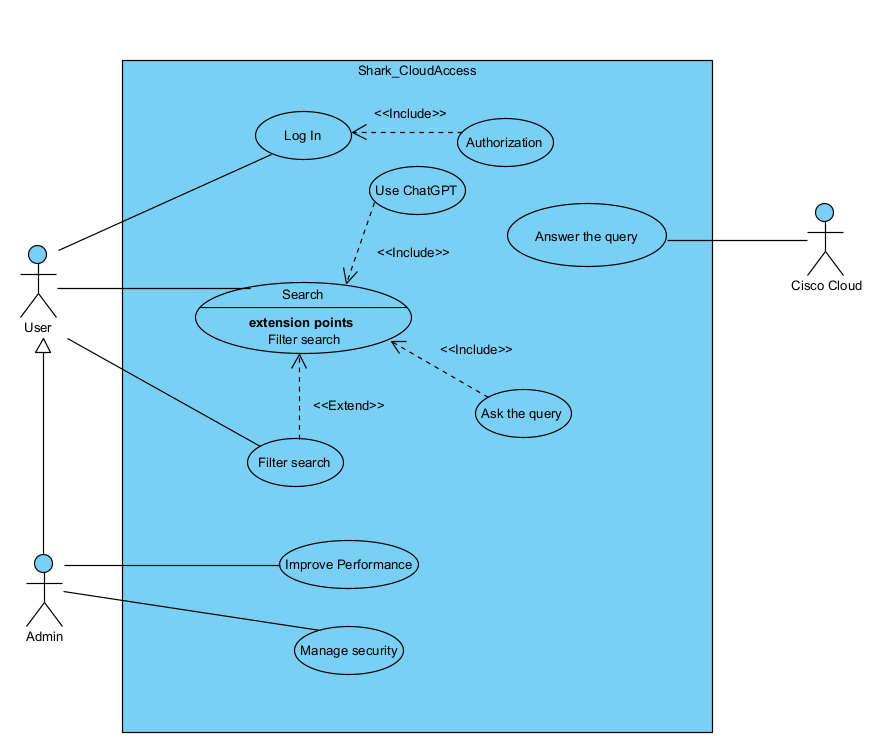 Shark_CloudAccess
<<Include>>
Log In
Authorization
Use ChatGPT
Answer the query
<<Include>>
Cisco Cloud
Search
extension points
Filter search
User
<<Include>>
<<Extend>>
Ask the query
Filter search
Improve Performance
Admin
Manage security